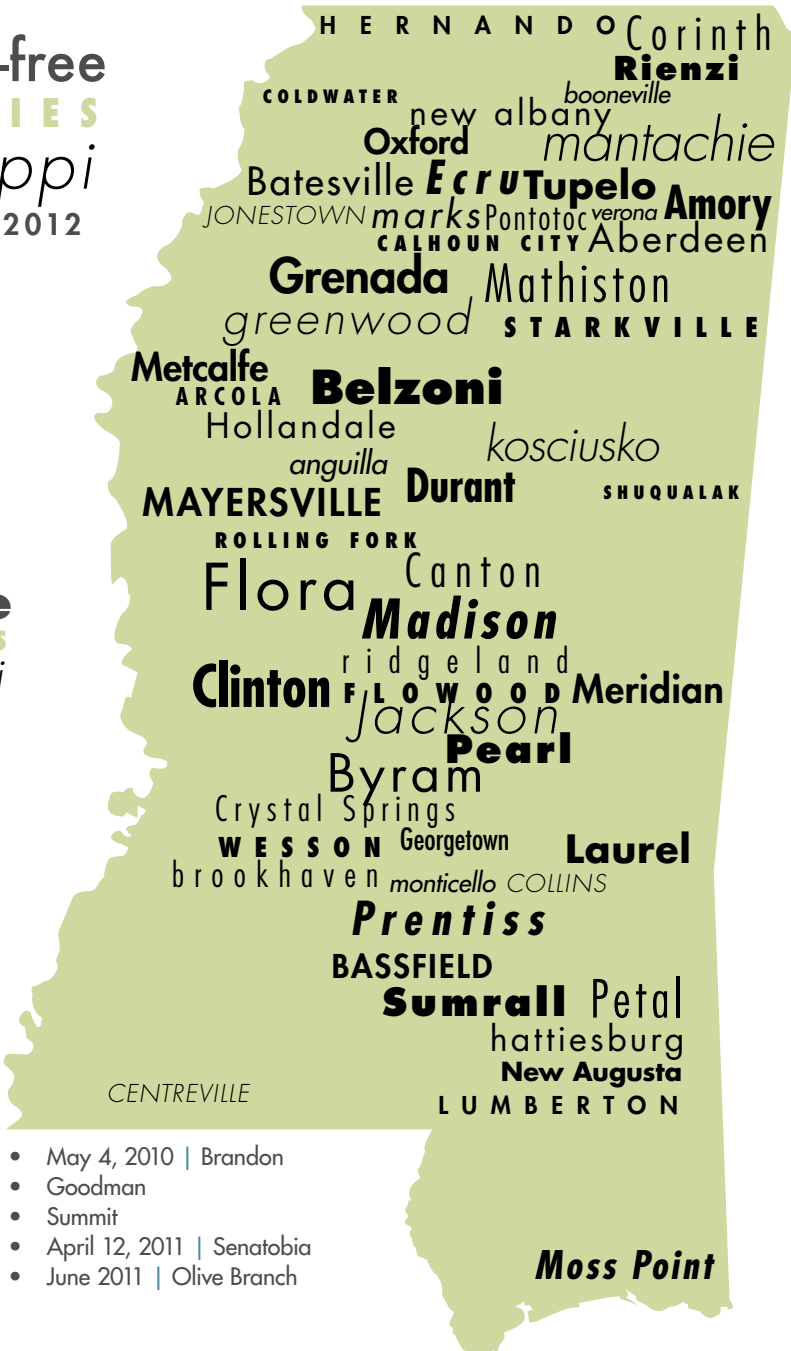 -free
IES
ppi
2012
HERNANDO Corinth
Rienzi
COLDWATER booneville
new albany
Oxford mantachie
Batesville Ecru Tupelo Amory
JONESTOWN marks Pontotoc verona
CALHOUN CITY Aberdeen
Grenada Mathiston
greenwood STARKVILLE
Metcalfe
ARCOLA Belzoni
Hollandale kosciusko
anguilla
MAYERSVILLE Durant SHUQUALAK
ROLLING FORK
Flora Canton
e
Madison
s
i
ridgeland
Clinton FLOWOOD Meridian
Jackson
Pearl
Byram
Crystal Springs
WESSON Georgetown Laurel
brookhaven monticello COLLINS
Prentiss
BASSFIELD
Sumrall Petal
hattiesburg
New Augusta
CENTREVILLE LUMBERTON
• May 4, 2010 | Brandon
• Goodman
• Summit
• April 12, 2011 | Senatobia
• June 2011 | Olive Branch
Moss Point